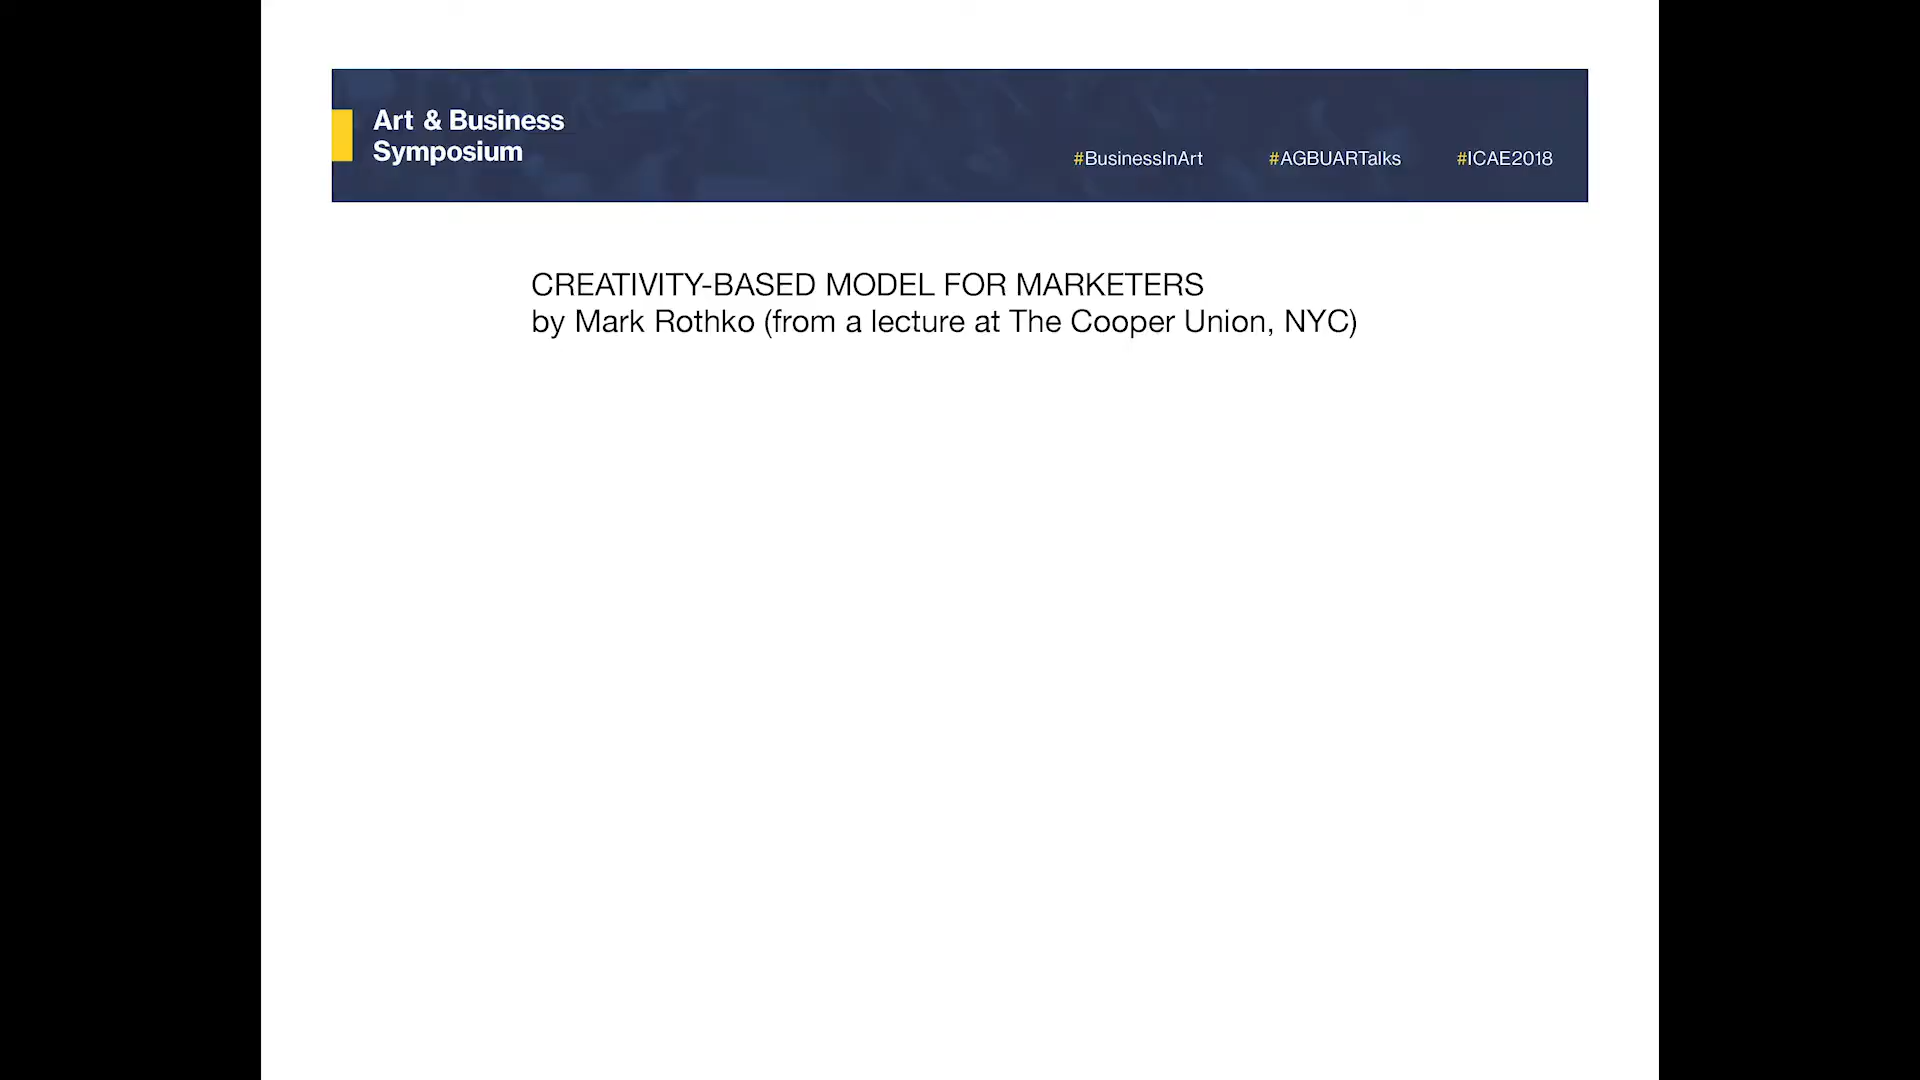 Art & Business
Symposium
#BusinessInArt #AGBUARTalks #ICAE2018
CREATIVITY-BASED MODEL FOR MARKETERS
by Mark Rothko (from a lecture at The Cooper Union, NYC)